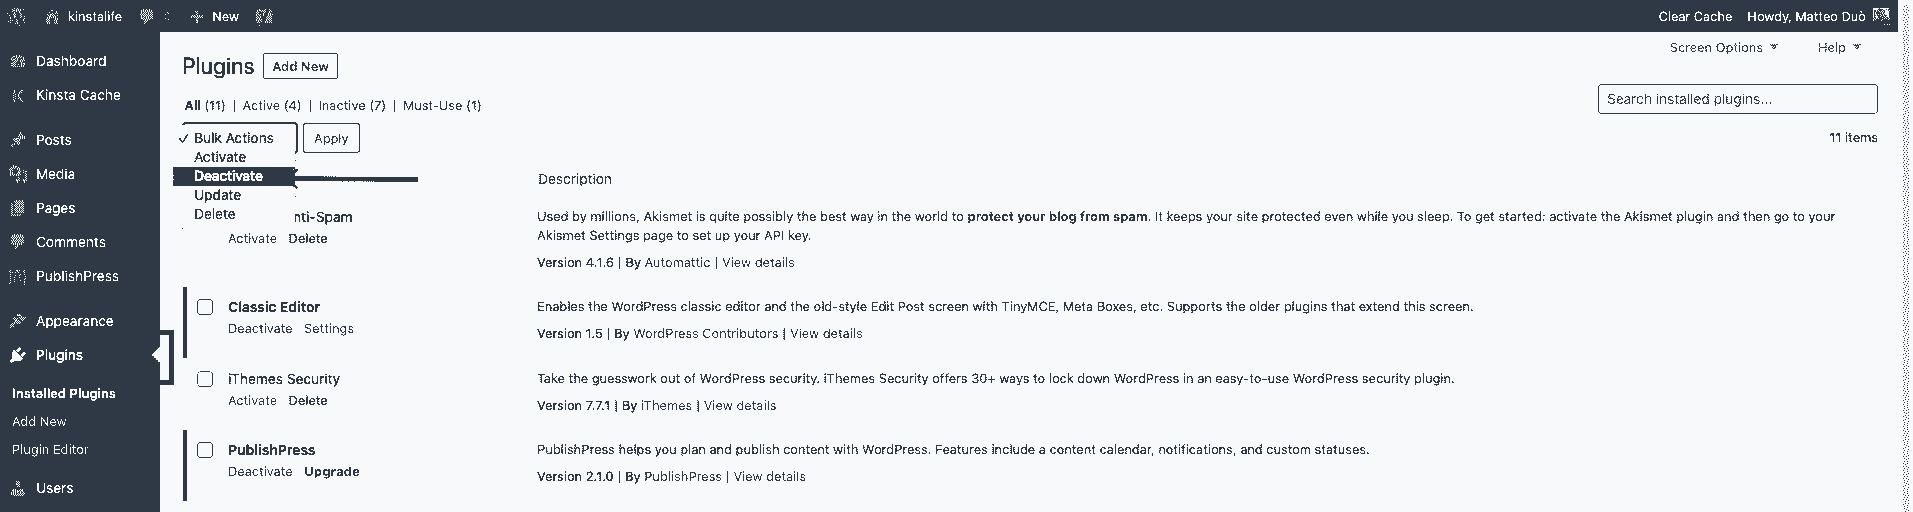 kinstalife New Clear Cache Howdy, Matteo Duò
Screen Options Help
Dashboard
Kinsta Cache
Posts
Media
Pages
Comments
PublishPress
Appearance
Plugins
Installed Plugins
Add New
Plugin Editor
Users
Plugins Add New
All (11) | Active (4) | Inactive (7) | Must-Use (1)
Search installed plugins...
Bulk Actions Apply
11 items
Activate
Deactivate
Update
Delete
Description
nti-Spam
Activate Delete
Used by millions, Akismet is quite possibly the best way in the world to protect your blog from spam. It keeps your site protected even while you sleep. To get started: activate the Akismet plugin and then go to your
Akismet Settings page to set up your API key.
Version 4.1.6 | By Automattic | View details
Classic Editor
Deactivate Settings
Enables the WordPress classic editor and the old-style Edit Post screen with TinyMCE, Meta Boxes, etc. Supports the older plugins that extend this screen.
Version 1.5 | By WordPress Contributors | View details
iThemes Security
Activate Delete
Take the guesswork out of WordPress security. iThemes Security offers 30+ ways to lock down WordPress in an easy-to-use WordPress security plugin.
Version 7.7.1 | By iThemes | View details
PublishPress
Deactivate Upgrade
PublishPress helps you plan and publish content with WordPress. Features include a content calendar, notifications, and custom statuses.
Version 2.1.0 | By PublishPress | View details